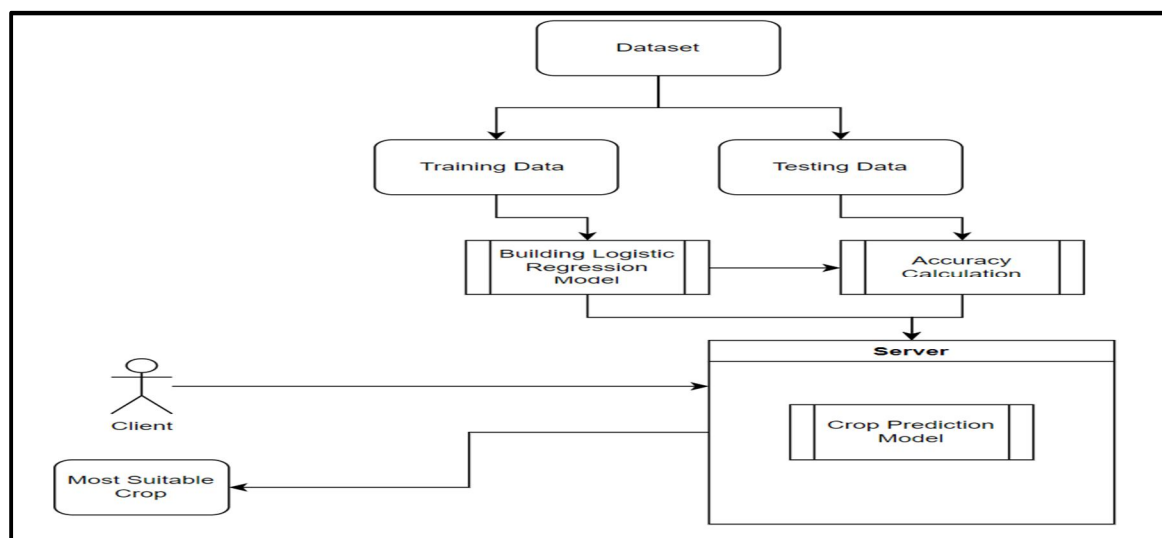 Dataset
Training Data
Testing Data
Building Logistic
Regression
Model
Accuracy
Calculation
Server
Crop Prediction
Model
Client
Most Suitable
Crop